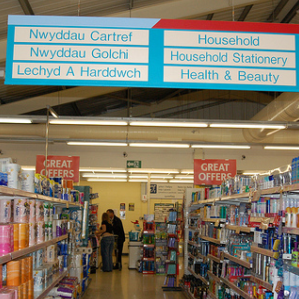 Nwyddau Cartref
Nwyddau Golchi
Lechyd A Harddwch
Household
Household Stationery
Health & Beauty
GREAT
OFFERS
GREAT
OFFERS